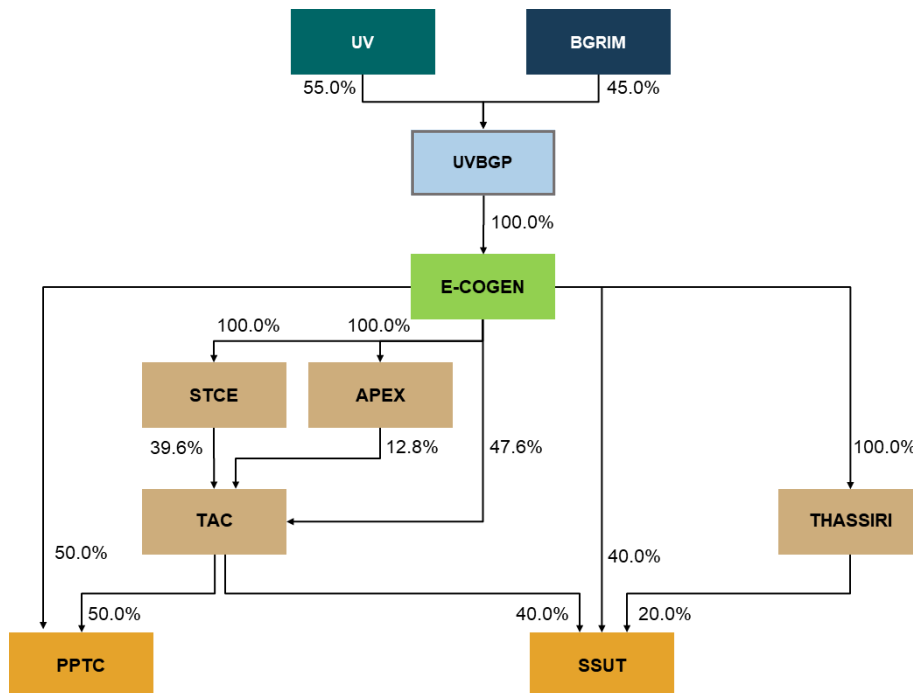 UV
BGRIM
55.0%
45.0%
UVBGP
100.0%
E-COGEN
100.0%
100.0%
STCE
APEX
39.6%
12.8%
47.6%
100.0%
TAC
THASSIRI
50.0%
40.0%
50.0%
40.0%
20.0%
PPTC
SSUT